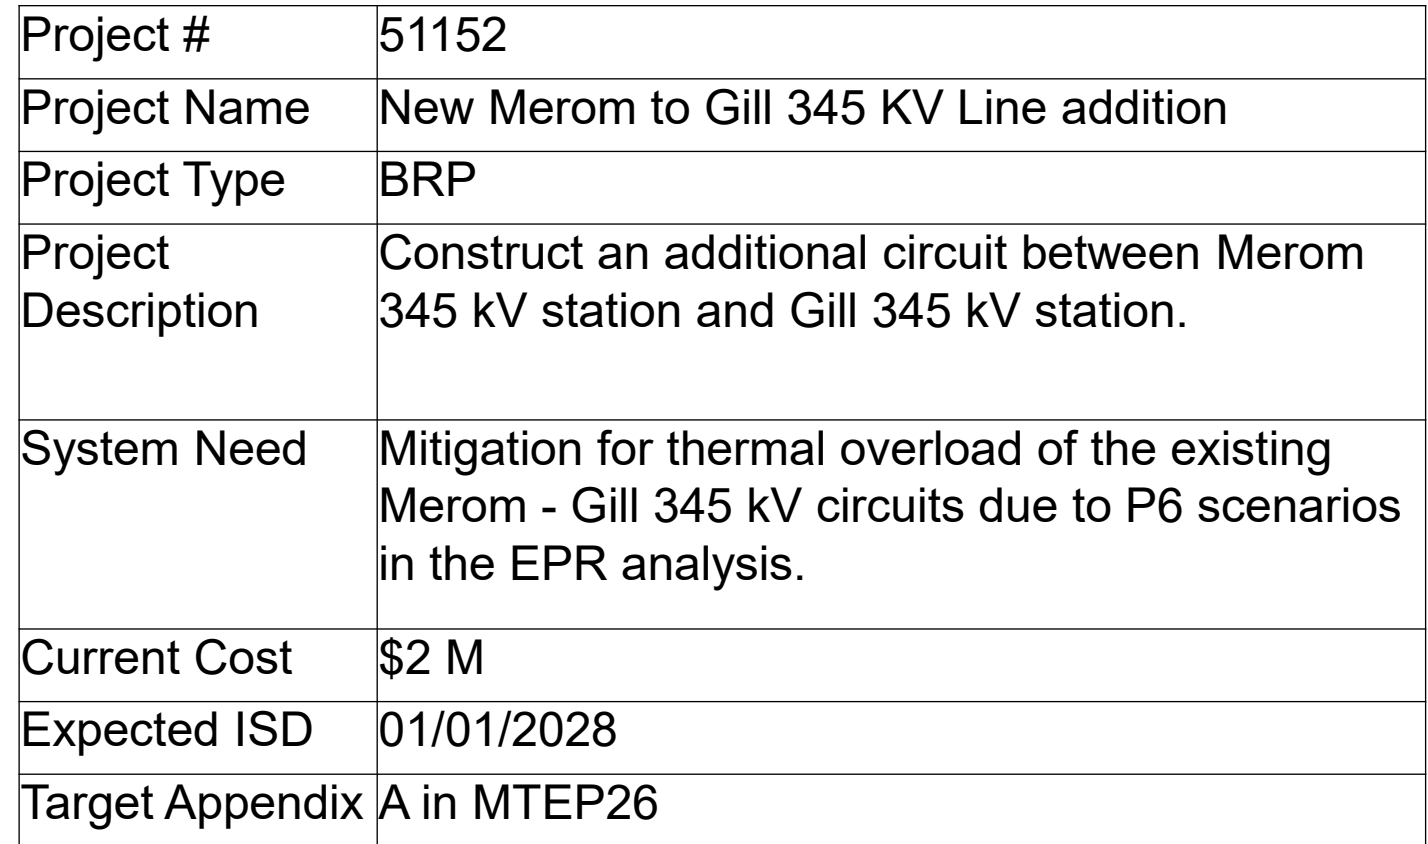 Project # 51152
Project Name New Merom to Gill 345 KV Line addition
Project Type BRP
Project Description
Construct an additional circuit between Merom
345 kV station and Gill 345 kV station.
System Need Mitigation for thermal overload of the existing
Merom - Gill 345 kV circuits due to P6 scenarios
in the EPR analysis.
Current Cost $2 M
Expected ISD 01/01/2028
Target Appendix A in MTEP26